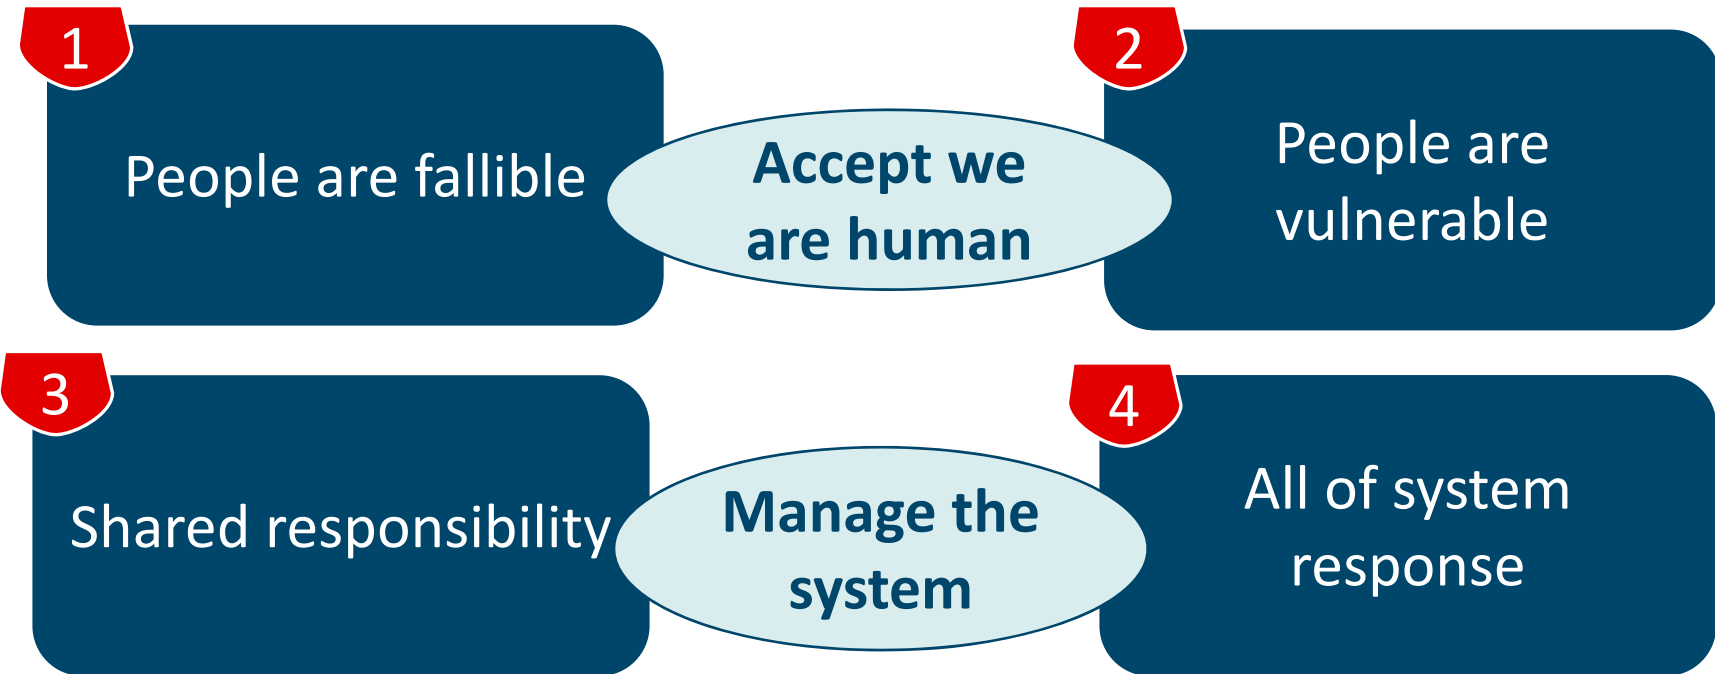 1
People are fallible
Accept we
are human
2
People are
vulnerable
3
Shared responsibility
Manage the
system
4
All of system
response